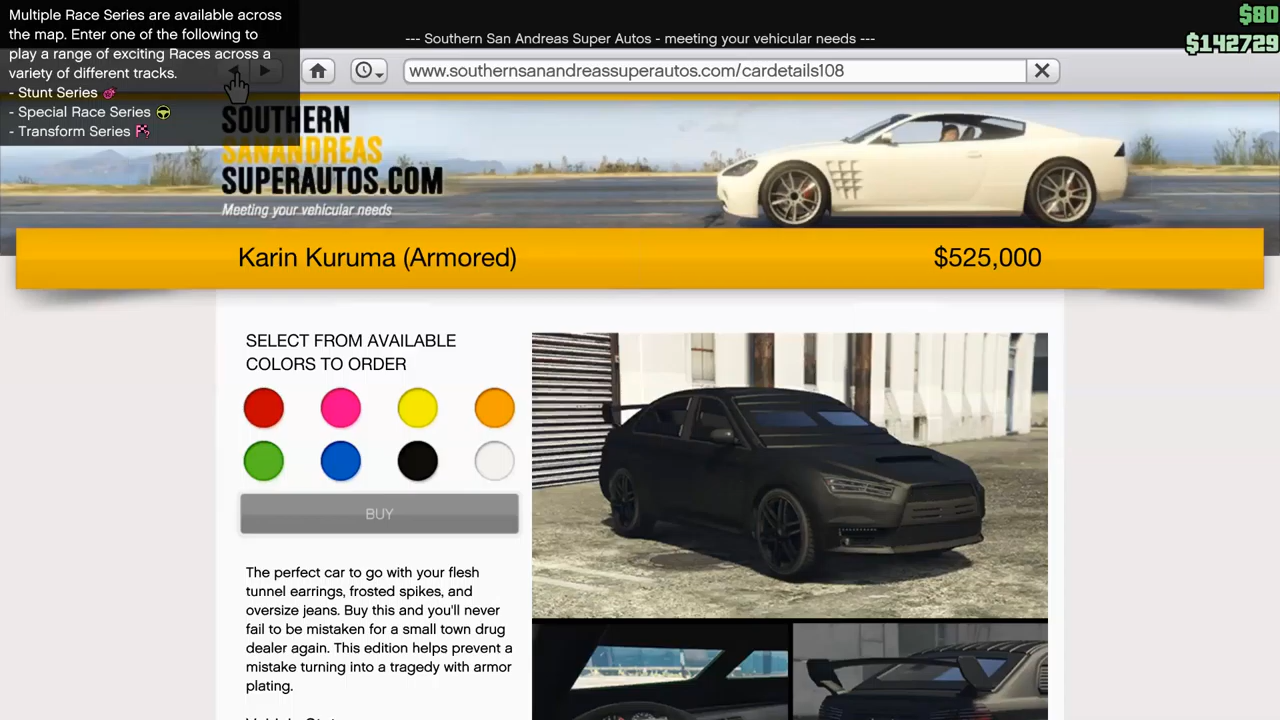 Multiple Race Series are available across
the map. Enter one of the following to
play a range of exciting Races across a
variety of different tracks.
- Stunt Series
- Special Race Series
- Transform Series
$80
$142729
--- Southern San Andreas Super Autos - meeting your vehicular needs ---
www.southernsanandreassuperautos.com/cardetails108
SOUTHERN
SANANDREAS
SUPERAUTOS.COM
Meeting your vehicular needs
Karin Kuruma (Armored)
$525,000
SELECT FROM AVAILABLE
COLORS TO ORDER
BUY
The perfect car to go with your flesh
tunnel earrings, frosted spikes, and
oversize jeans. Buy this and you'll never
fail to be mistaken for a small town drug
dealer again. This edition helps prevent a
mistake turning into a tragedy with armor
plating.